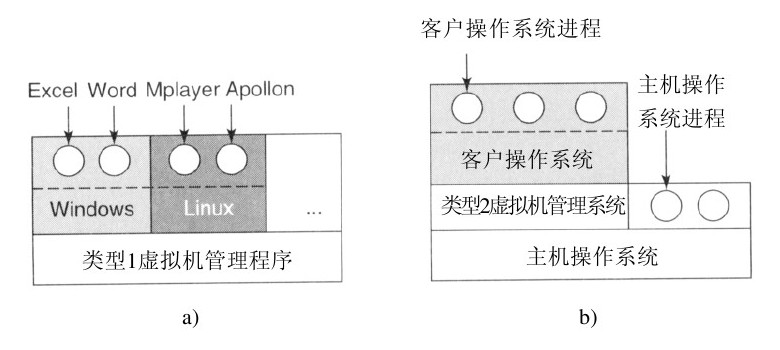 Excel Word Mplayer Apollon
Windows
Linux
...
类型1虚拟机管理程序
a)
客户操作系统进程
主机操作
系统进程
客户操作系统
类型2虚拟机管理系统
主机操作系统
b)